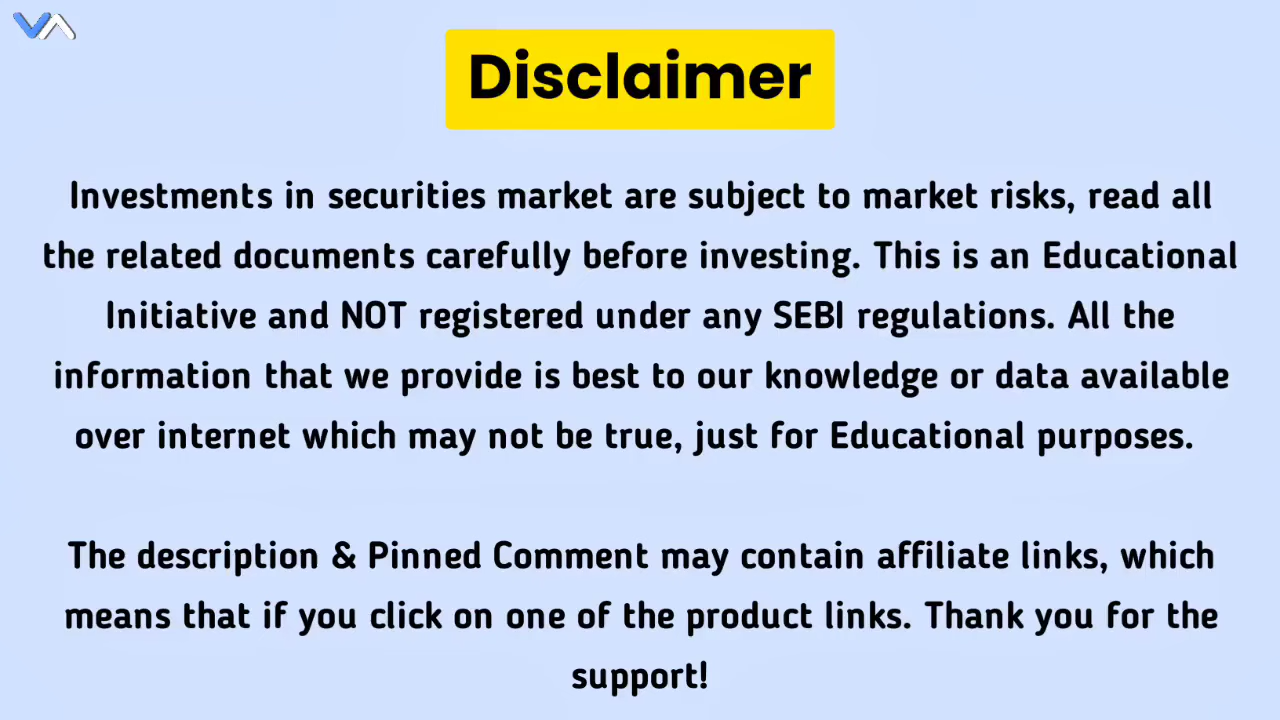 VA
Disclaimer
Investments in securities market are subject to market risks, read all
the related documents carefully before investing. This is an Educational
Initiative and NOT registered under any SEBI regulations. All the
information that we provide is best to our knowledge or data available
over internet which may not be true, just for Educational purposes.
The description & Pinned Comment may contain affiliate links, which
means that if you click on one of the product links. Thank you for the
support!